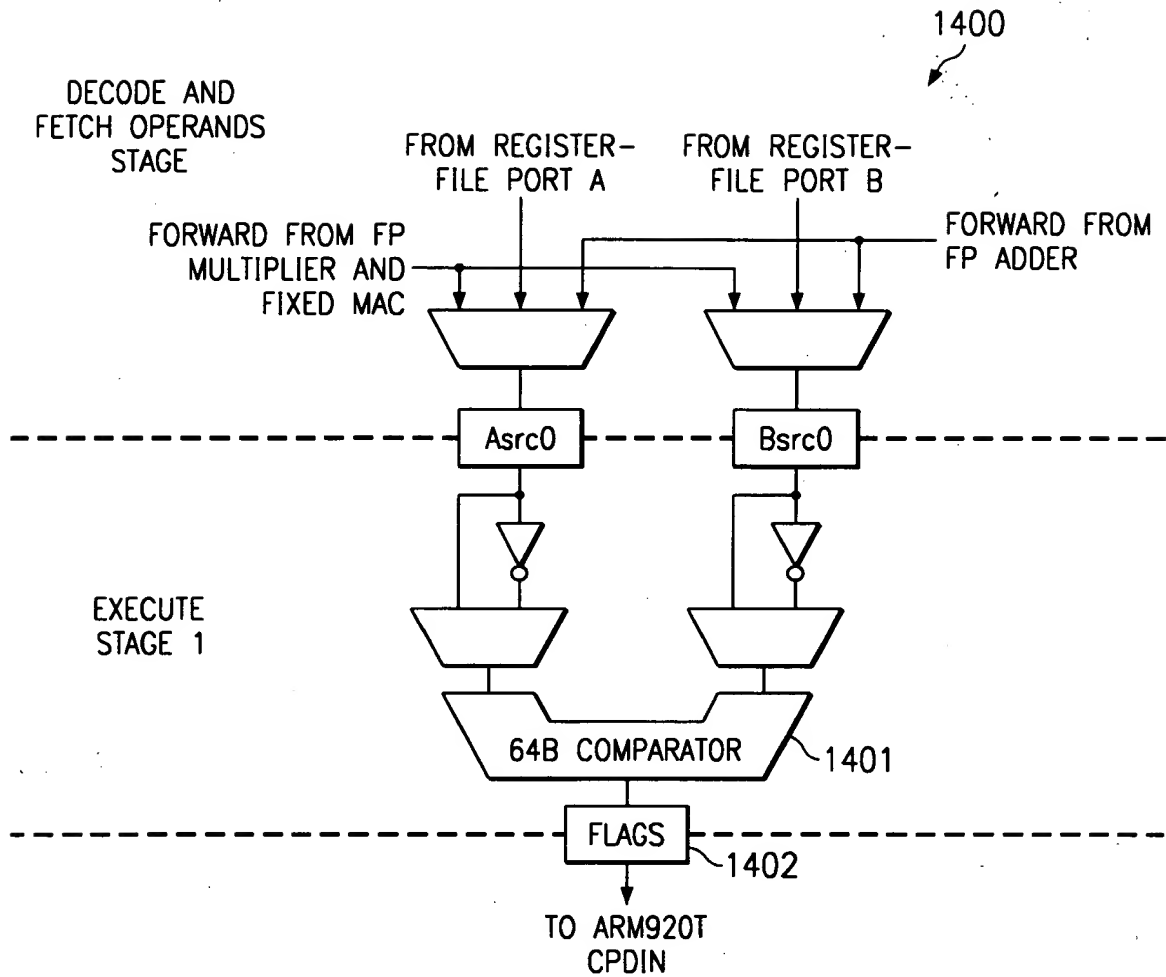 1400
DECODE AND
FETCH OPERANDS
STAGE
FROM REGISTER-
FILE PORT A
FROM REGISTER-
FILE PORT B
FORWARD FROM FP
MULTIPLIER AND
FIXED MAC
FORWARD FROM
FP ADDER
Asrc0
Bsrc0
EXECUTE
STAGE 1
64B COMPARATOR
1401
FLAGS
1402
TO ARM920T
CPDIN